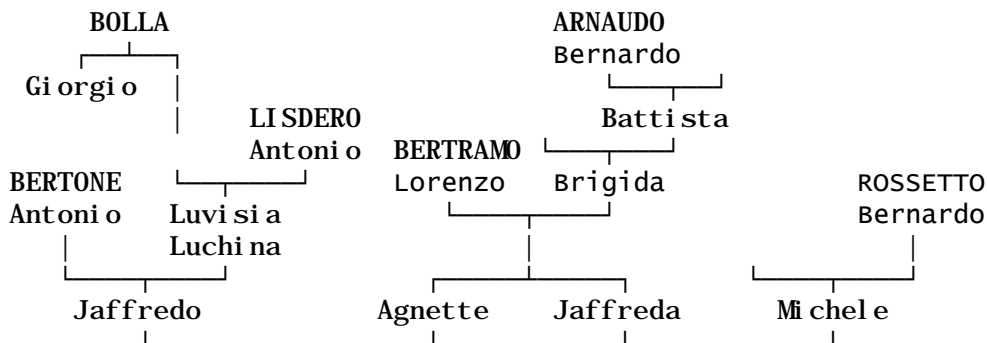 BOLLA ARNAUDO
Bernardo
Giorgio
LISDERO Battista
Antonio BERTRAMO
BERTONE Lorenzo Brigida ROSSETTO
Antonio Luvisia Bernardo
Luchina
Jaffredo Agnette Jaffreda Michele